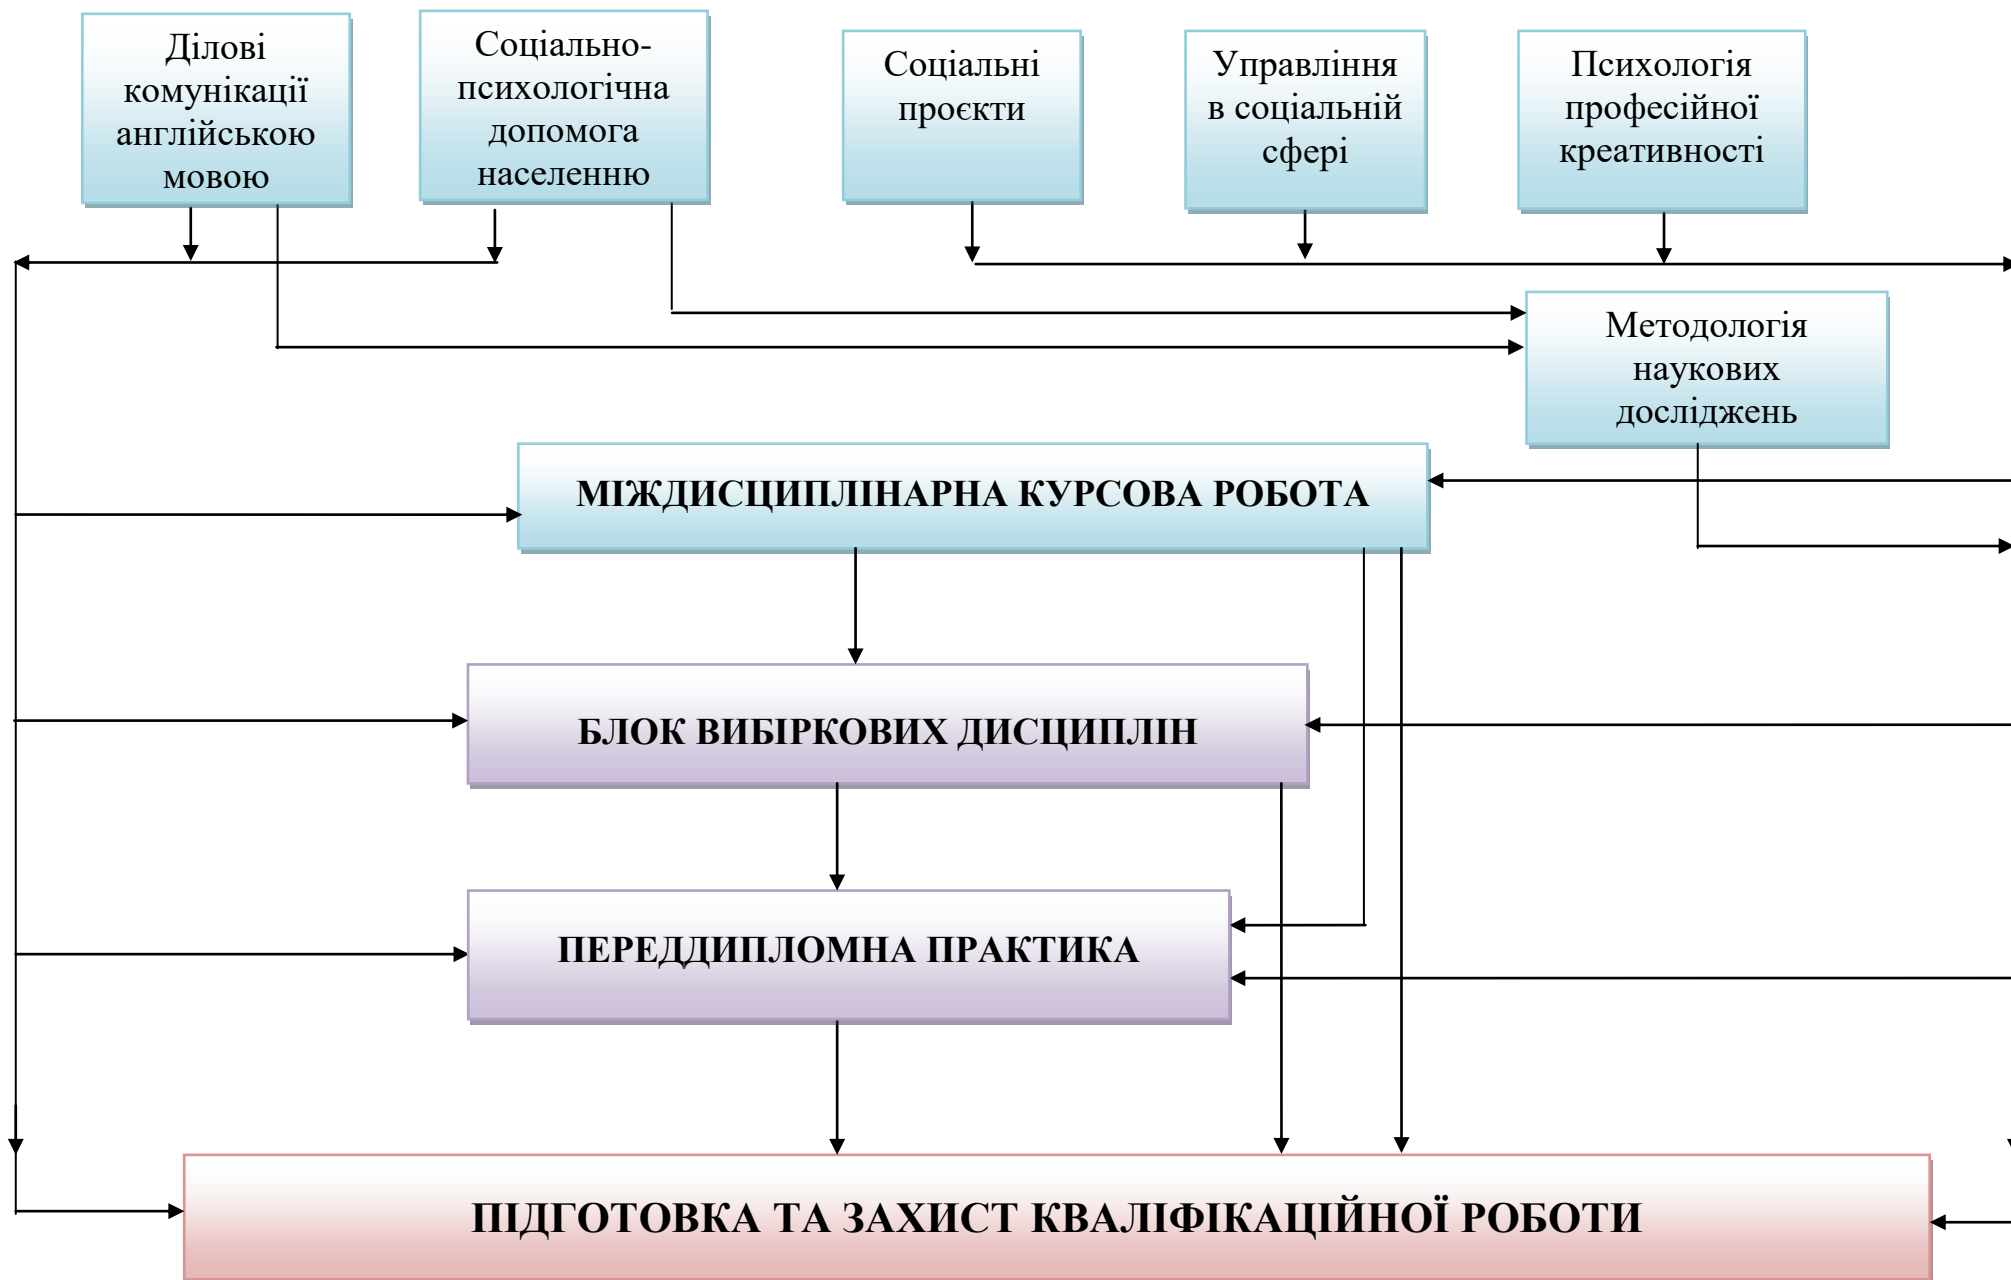 Ділові
комунікації
англійською
мовою
Соціально-
психологічна
допомога
населенню
Соціальні
проєкти
Управління
в соціальній
сфері
Психологія
професійної
креативності
Методологія
наукових
досліджень
МІЖДИСЦИПЛІНАРНА КУРСОВА РОБОТА
БЛОК ВИБІРКОВИХ ДИСЦИПЛІН
ПЕРЕДДИПЛОМНА ПРАКТИКА
ПІДГОТОВКА ТА ЗАХИСТ КВАЛІФІКАЦІЙНОЇ РОБОТИ